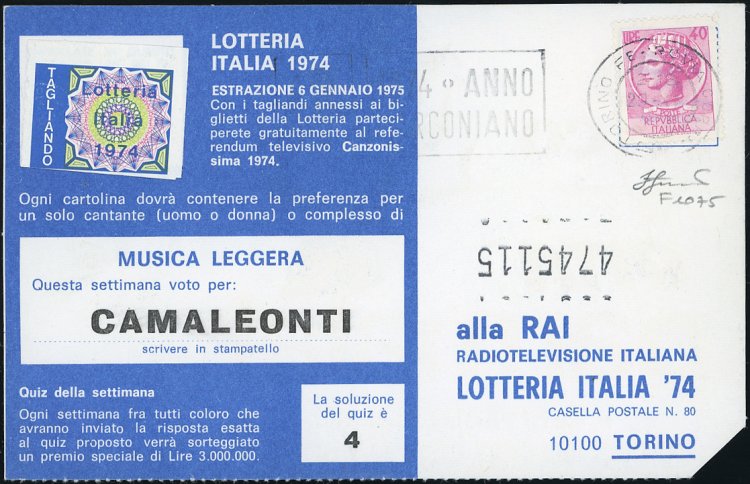 LOTTERIA
ITALIA 1974
ESTRAZIONE 6 GENNAIO 1975
Con i tagliandi annessi ai bi-
glietti della Lotteria parteci-
perete gratuitamente al refe-
rendum televisivo Canzonis-
sima 1974.
TAGLIANDO
Lotteria
Italia
1974
Ogni cartolina dovrà contenere la preferenza per
un solo cantante (uomo o donna) o complesso di
MUSICA LEGGERA
Questa settimana voto per:
CAMALEONTI
scrivere in stampatello
Quiz della settimana
Ogni settimana fra tutti coloro che
avranno inviato la risposta esatta
al quiz proposto verrà sorteggiato
un premio speciale di Lire 3.000.000.
La soluzione
del quiz è
4
4 ANNO
RCONIANO
TORINO
LIRE 40
REPVBBLICA
ITALIANA
4745115
alla RAI
RADIOTELEVISIONE ITALIANA
LOTTERIA ITALIA '74
CASELLA POSTALE N. 80
10100 TORINO